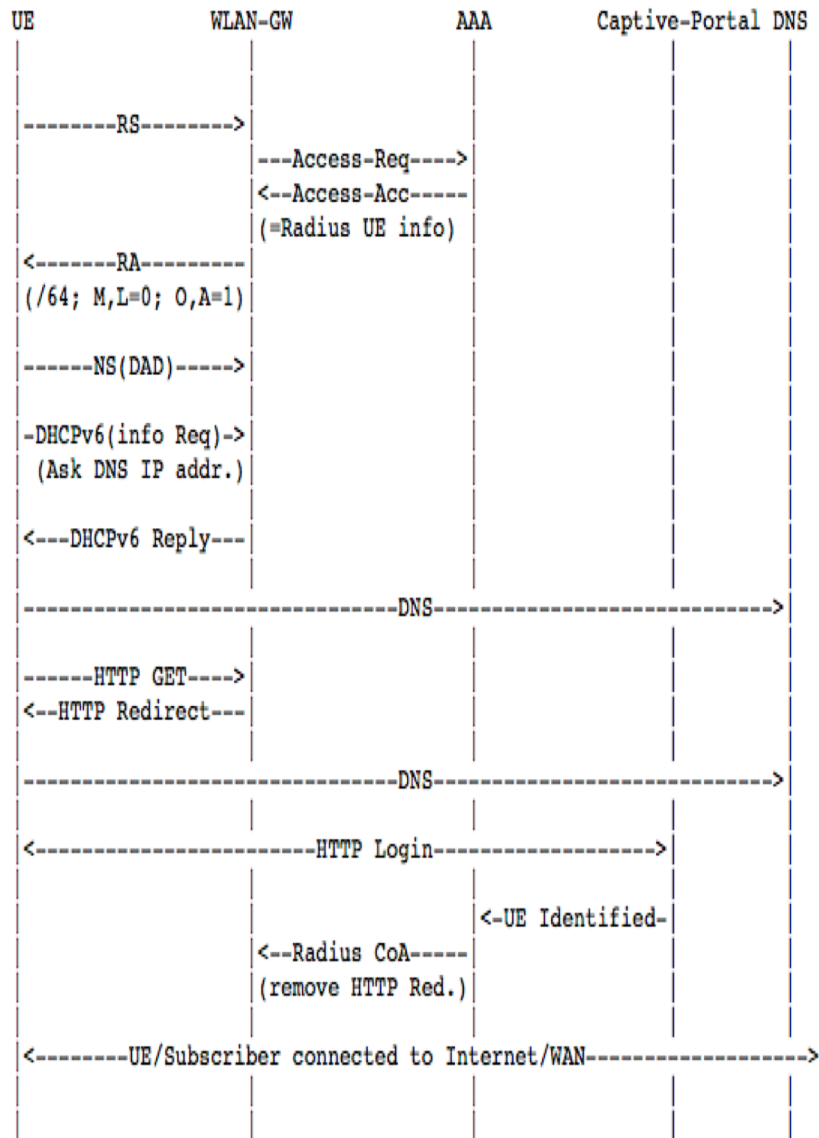 UE WLAN-GW AAA Captive-Portal DNS
|--------RS-------->|
|---Access-Req---->|
|<--Access-Acc-----|
|(=Radius UE info)|
|<-------RA---------|
|(/64; M,L=0; O,A=1)|
|------NS(DAD)----->|
|-DHCPv6(info Req)->|
|(Ask DNS IP addr.)|
|<---DHCPv6 Reply---|
|--------------------------------DNS----------------------------->|
|------HTTP GET---->|
|<--HTTP Redirect---|
|--------------------------------DNS----------------------------->|
|<------------------------HTTP Login------------------->|
|<-UE Identified-|
|<--Radius CoA-----|
|(remove HTTP Red.)|
|<--------UE/Subscriber connected to Internet/WAN------------------->